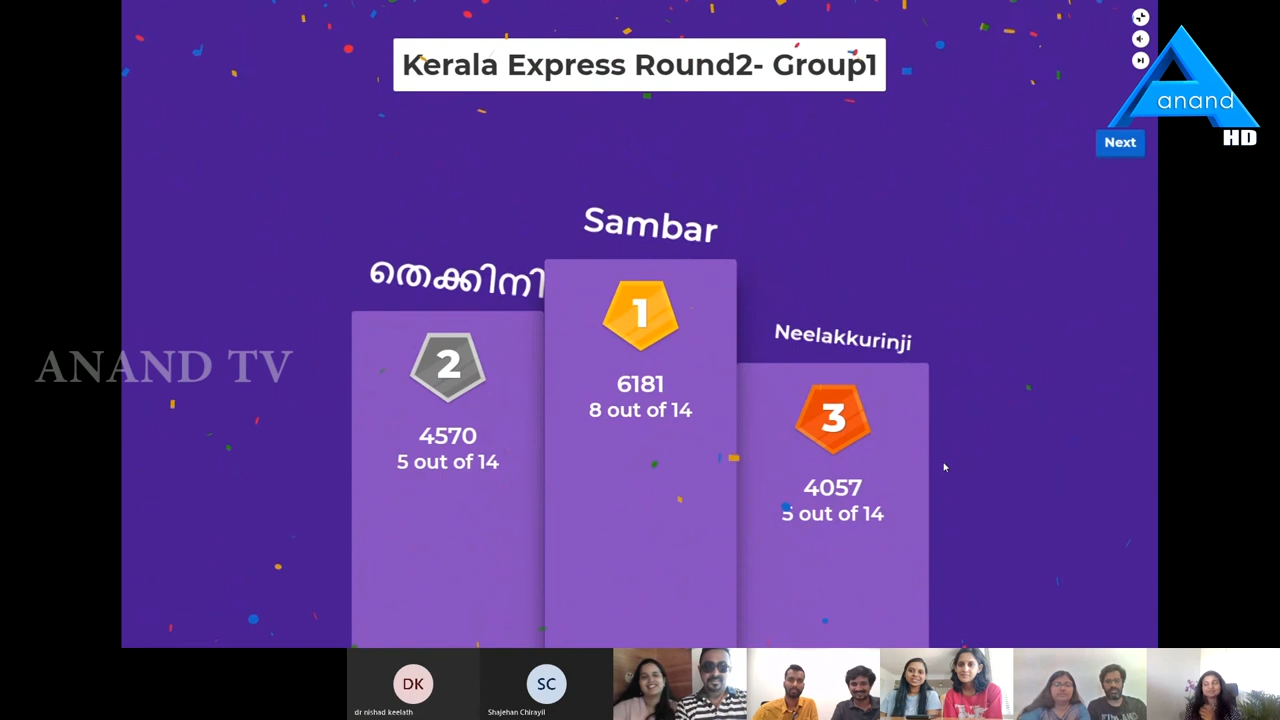 Kerala Express Round2- Group1
anand
HD
Next
Sambar
തെക്കിനി
1
Neelakkurinji
2
6181
8 out of 14
ANAND TV
3
4570
5 out of 14
4057
5 out of 14
DK
SC
dr nishad keelath
Shajehan Chirayil